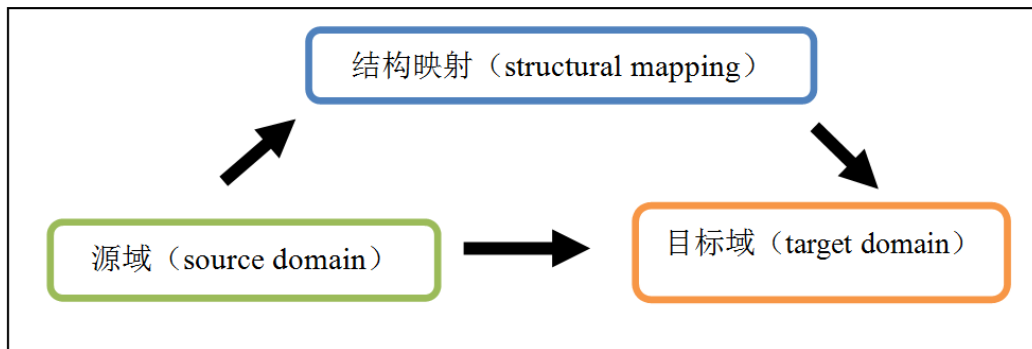 结构映射（structural mapping）
源域（source domain）
目标域（target domain）